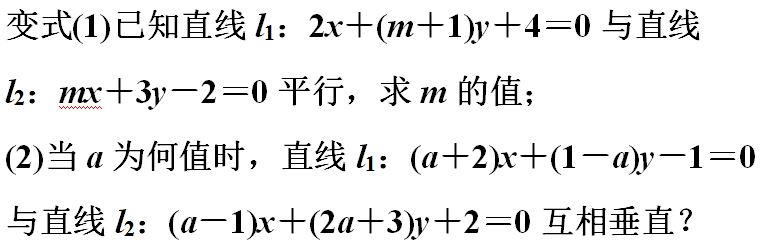 变式(1)已知直线 l₁：2x＋(m＋1)y＋4＝0 与直线
l₂：mx＋3y－2＝0 平行，求 m 的值；
(2)当 a 为何值时，直线 l₁：(a＋2)x＋(1－a)y－1＝0
与直线 l₂：(a－1)x＋(2a＋3)y＋2＝0 互相垂直？